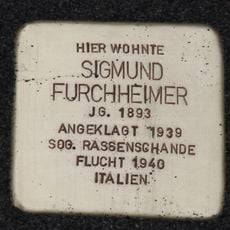 HIER WOHNTE
SIGMUND
FURCHHEIMER
JG. 1893
ANGEKLAGT 1939
SOG. RASSENSCHANDE
FLUCHT 1940
ITALIEN